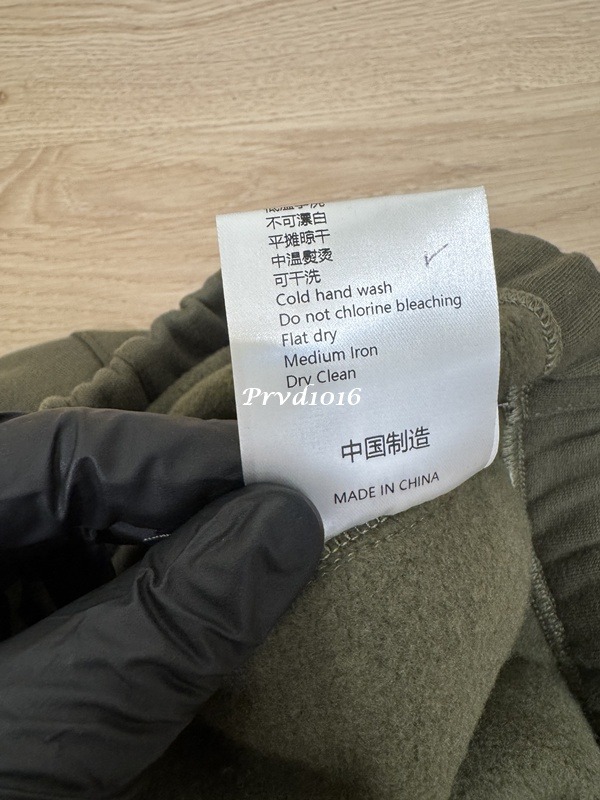 不可漂白
平摊晾干
中温熨烫
可干洗
Cold hand wash
Do not chlorine bleaching
Flat dry
Medium Iron
Dry Clean
Prvd1016
中国制造
MADE IN CHINA